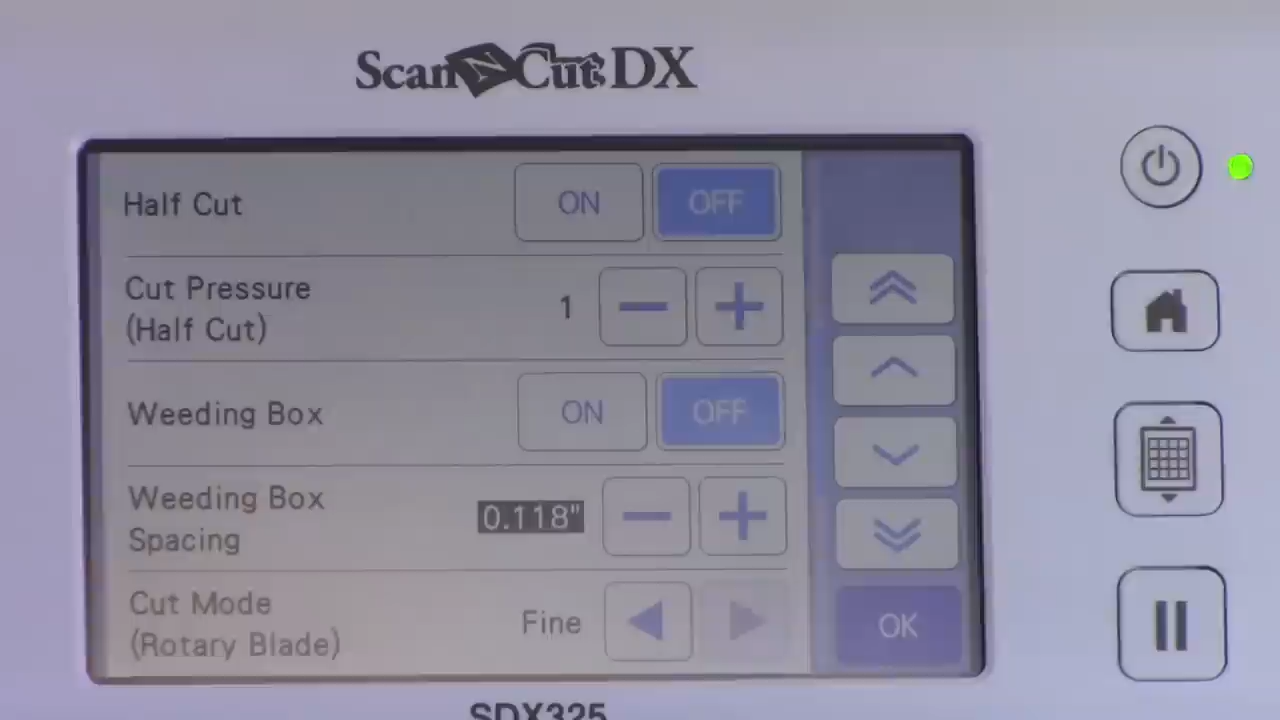 ScanNCut DX
Half Cut ON OFF
Cut Pressure
(Half Cut) 1
Weeding Box ON OFF
Weeding Box
Spacing 0.118"
Cut Mode
(Rotary Blade) Fine
OK
SDX325